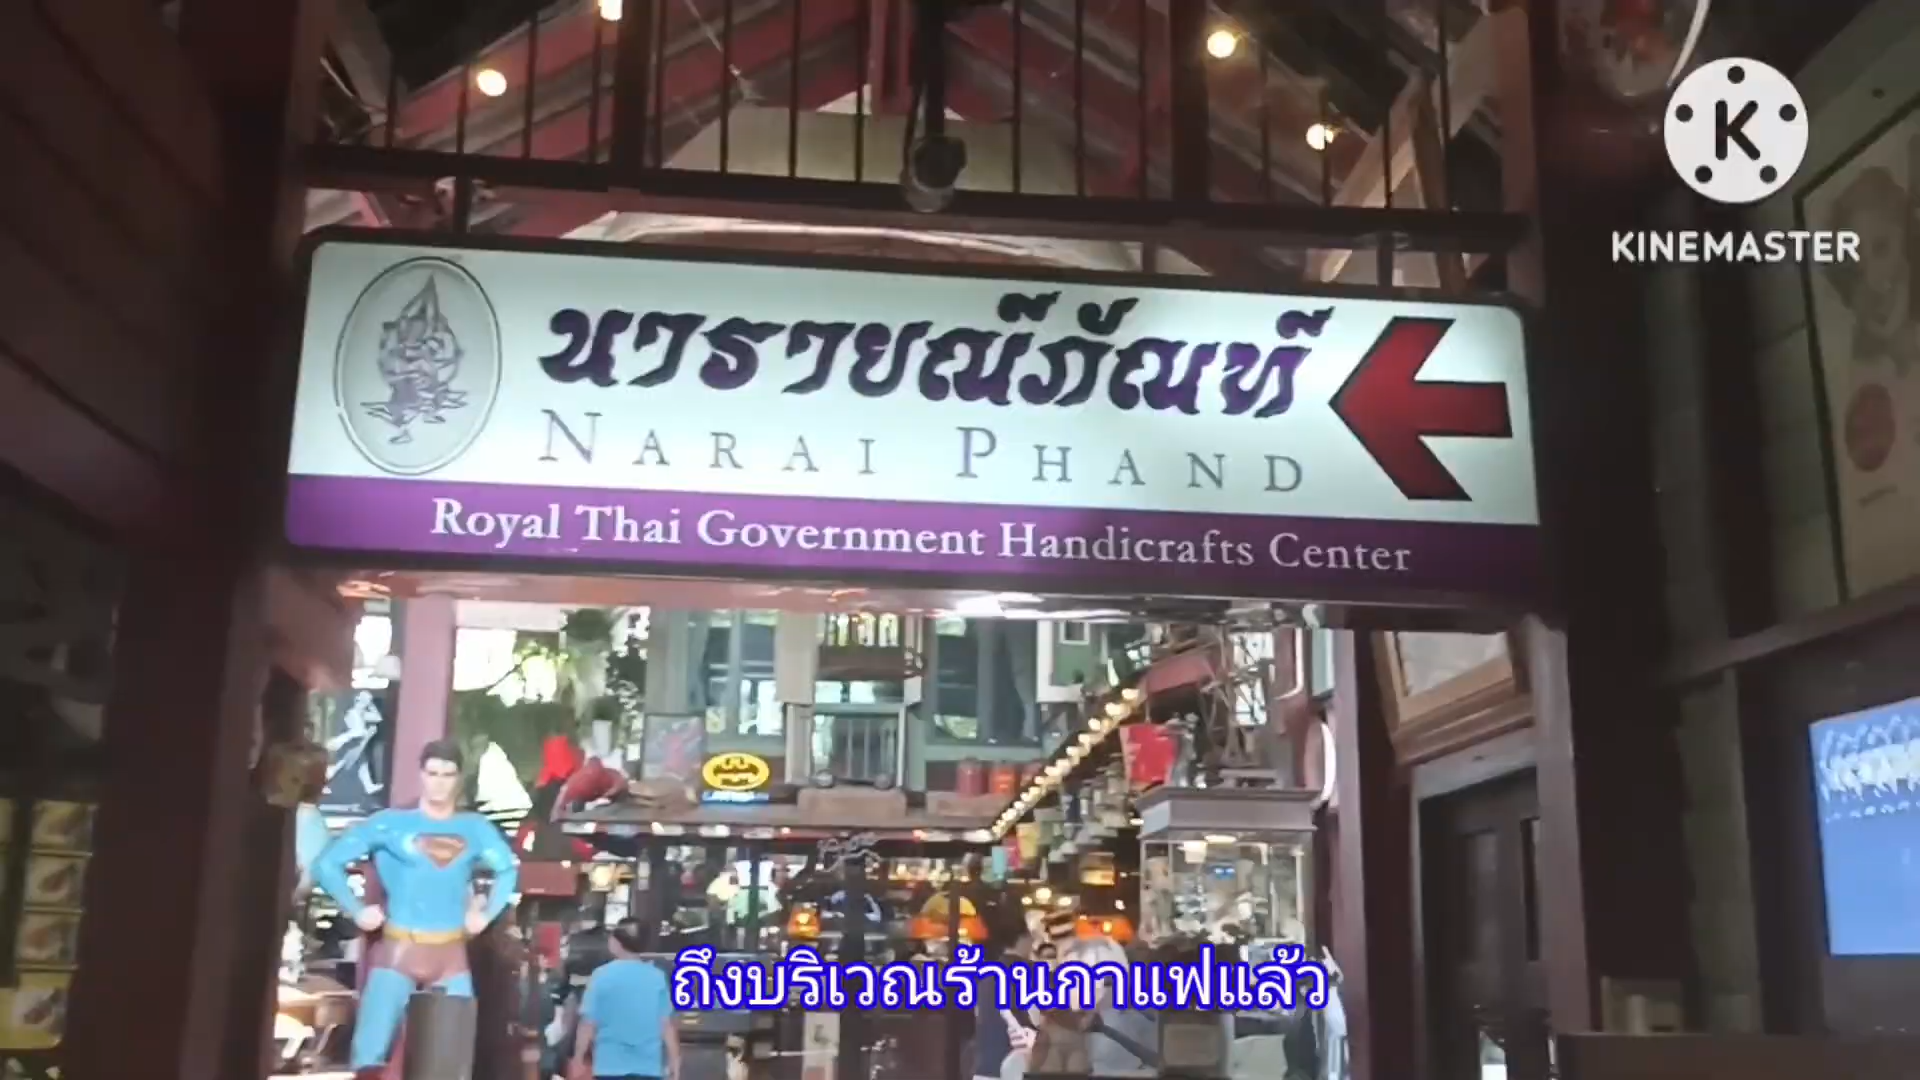 K
KINEMASTER
นารายณ์ภัณฑ์
NARAI PHAND
Royal Thai Government Handicrafts Center
ถึงบริเวณร้านกาแฟแล้ว